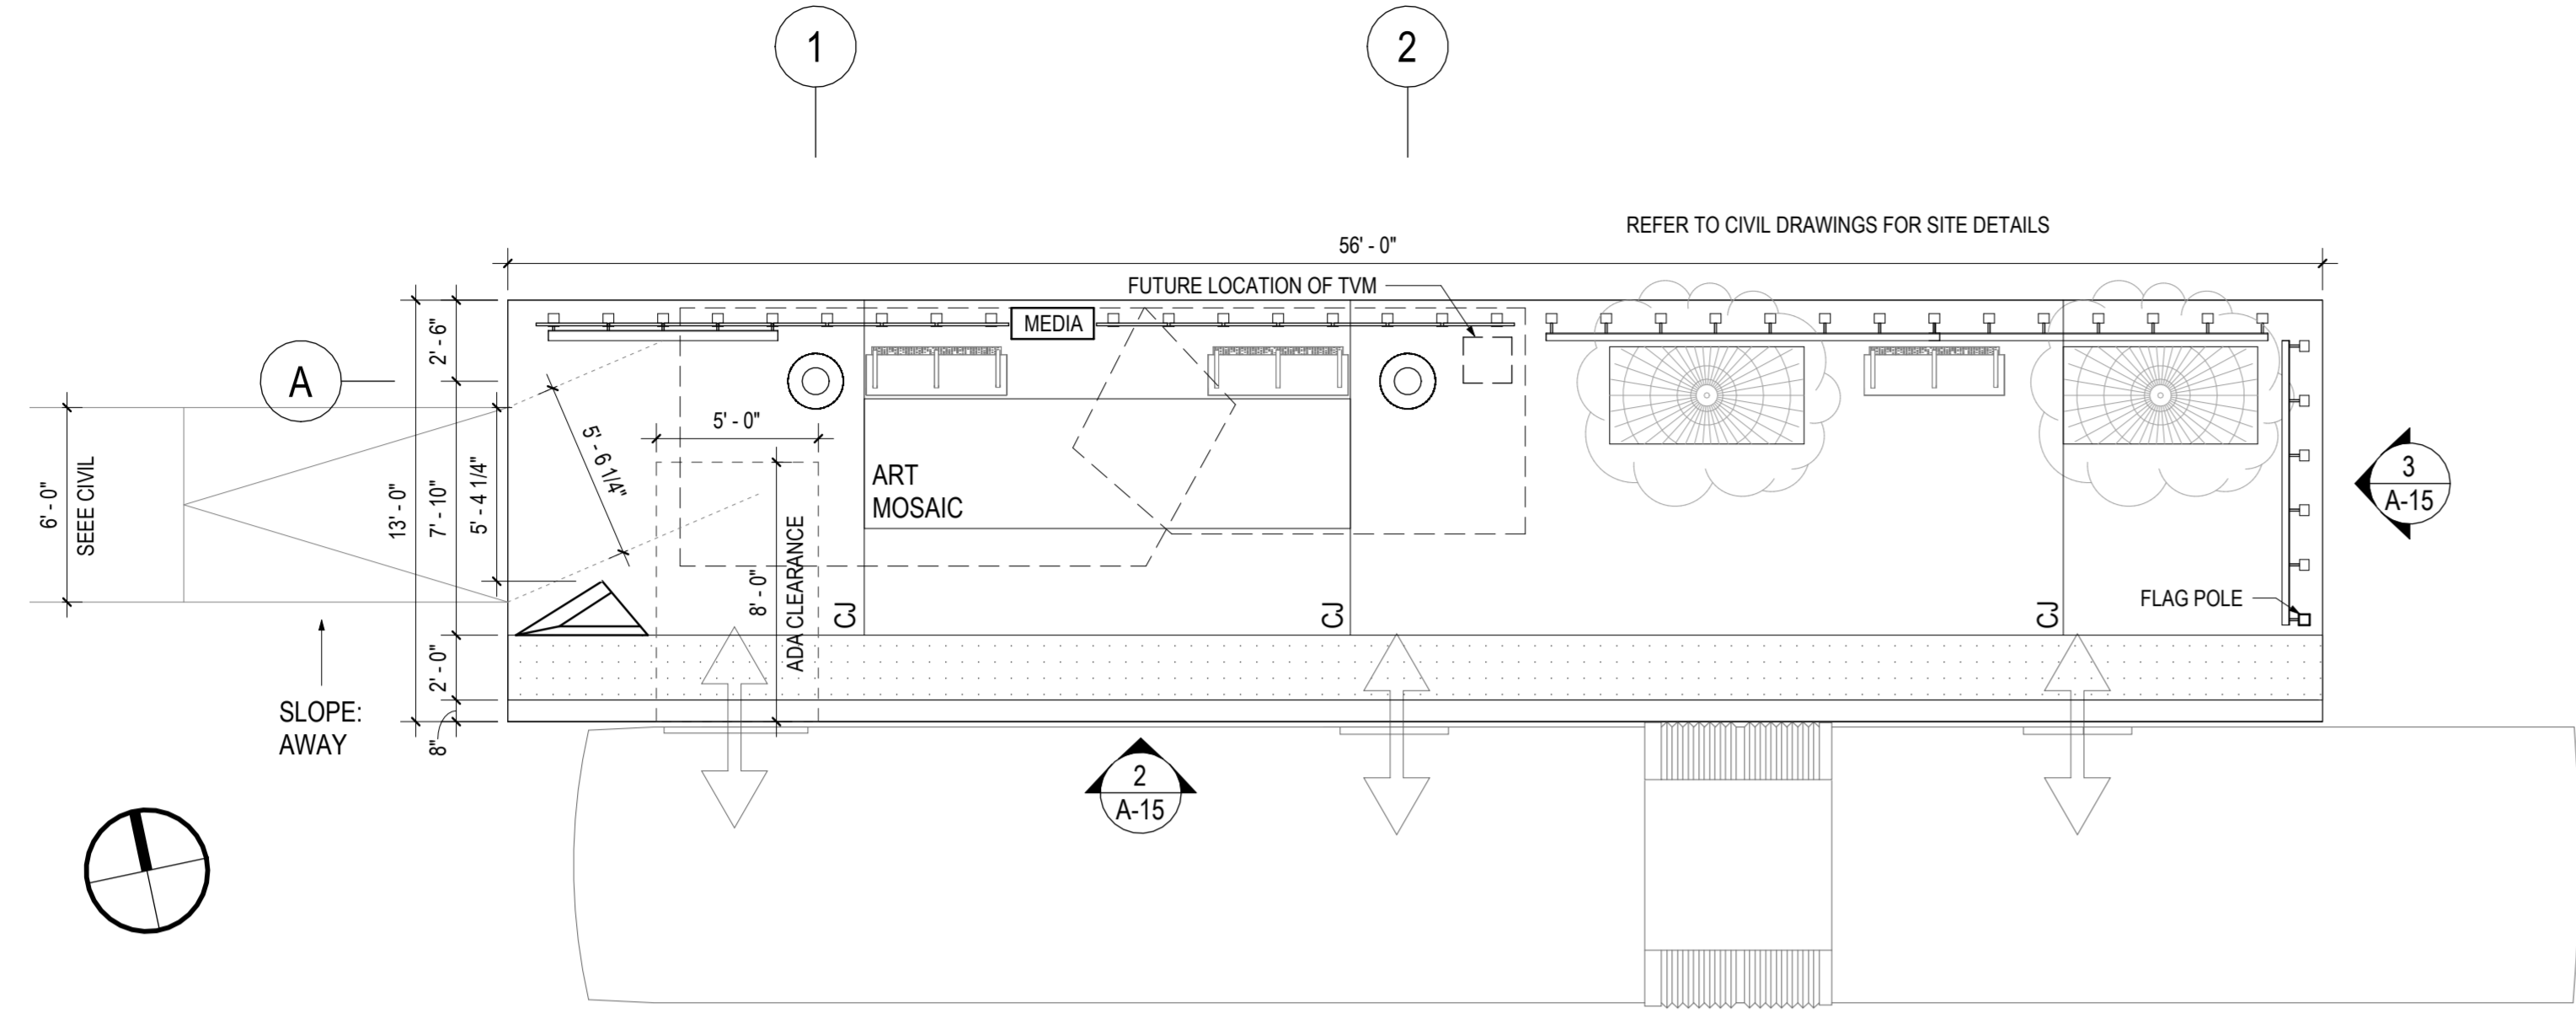 1
2
REFER TO CIVIL DRAWINGS FOR SITE DETAILS
56' - 0"
FUTURE LOCATION OF TVM
MEDIA
2' - 6"
A
5' - 0"
5' - 6 1/4"
ART
MOSAIC
6' - 0"
SEEE CIVIL
13' - 0"
7' - 10"
5' - 4 1/4"
3
A-15
8' - 0"
ADA CLEARANCE
CJ
CJ
CJ
FLAG POLE
2' - 0"
SLOPE:
AWAY
8"
2
A-15